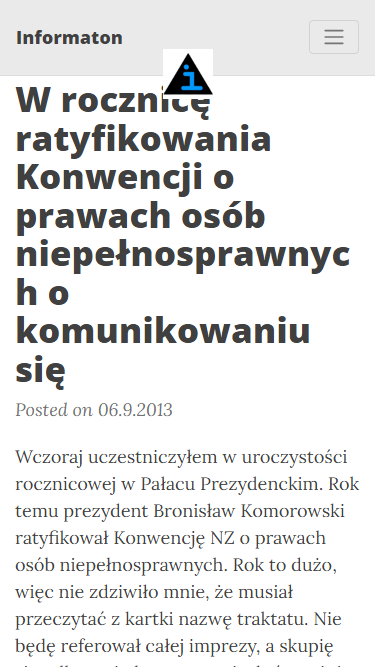 Informaton
W rocznicę
ratyfikowania
Konwencji o
prawach osób
niepełnosprawnyc
h o
komunikowaniu
się
Posted on 06.9.2013
Wczoraj uczestniczyłem w uroczystości
rocznicowej w Pałacu Prezydenckim. Rok
temu prezydent Bronisław Komorowski
ratyfikował Konwencję NZ o prawach
osób niepełnosprawnych. Rok to dużo,
więc nie zdziwiło mnie, że musiał
przeczytać z kartki nazwę traktatu. Nie
będę referował całej imprezy, a skupię